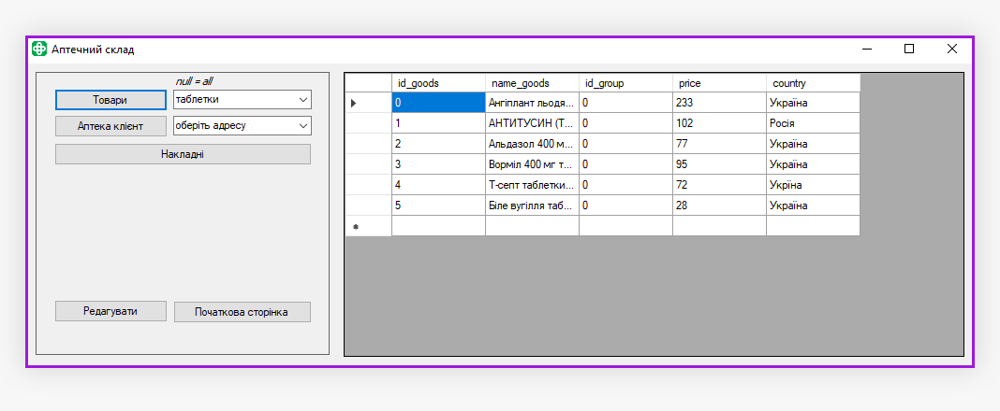 Аптечний склад
null = all
Товари таблетки
Аптека клієнт оберіть адресу
Накладні
Редагувати Початкова сторінка
id_goods name_goods id_group price country
0 Ангіплант льодя... 0 233 Україна
1 АНТИТУСИН (Т... 0 102 Росія
2 Альдазол 400 м... 0 77 Україна
3 Ворміл 400 мг т... 0 95 Україна
4 Т-септ таблетки... 0 72 Укріна
5 Біле вугілля таб... 0 28 Україна